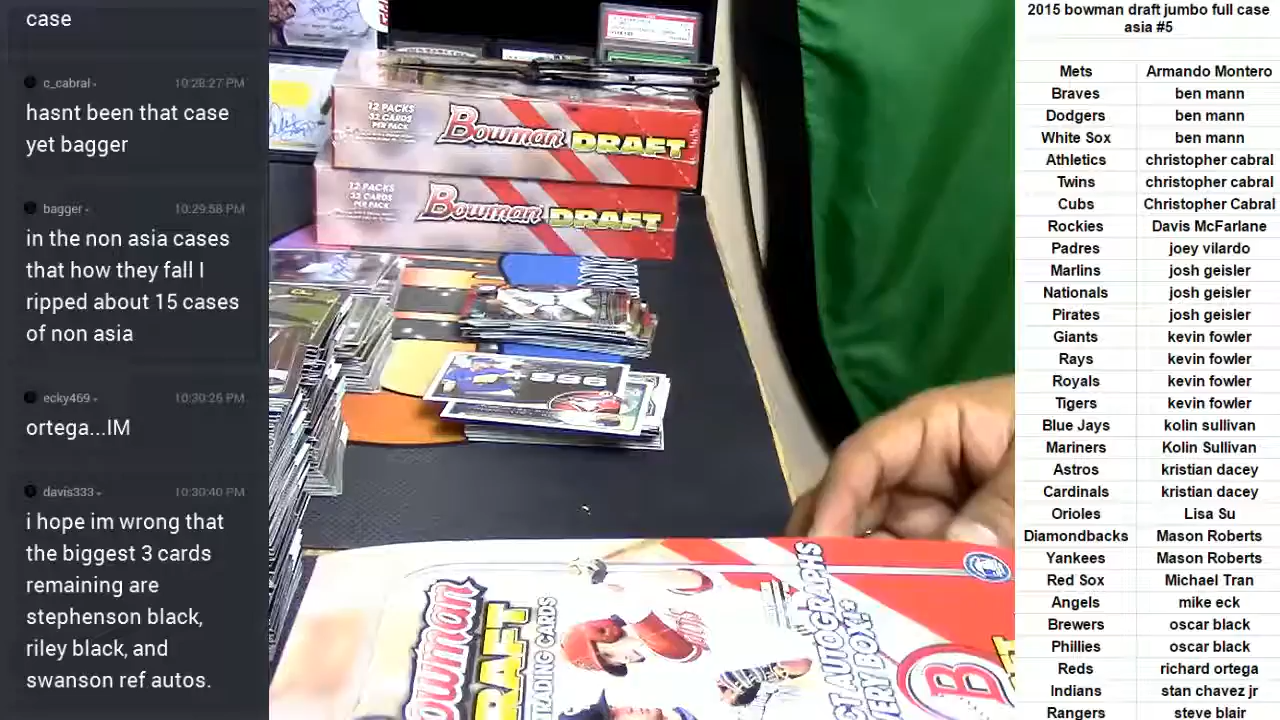 case
c_cabral
10:28:27 PM
hasnt been that case
yet bagger
bagger
10:29:58 PM
in the non asia cases
that how they fall I
ripped about 15 cases
of non asia
ecky469
10:30:25 PM
ortega...IM
davis333
10:30:40 PM
i hope im wrong that
the biggest 3 cards
remaining are
stephenson black,
riley black, and
swanson ref autos.
12 PACKS
32 CARDS
PER PACK
Bowman DRAFT
12 PACKS
32 CARDS
PER PACK
Bowman DRAFT
Bowman
DRAFT
TRADING CARDS
AUTOGRAPHS
B
2015 bowman draft jumbo full case
asia #5
Mets Armando Montero
Braves ben mann
Dodgers ben mann
White Sox ben mann
Athletics christopher cabral
Twins christopher cabral
Cubs Christopher Cabral
Rockies Davis McFarlane
Padres joey vilardo
Marlins josh geisler
Nationals josh geisler
Pirates josh geisler
Giants kevin fowler
Rays kevin fowler
Royals kevin fowler
Tigers kevin fowler
Blue Jays kolin sullivan
Mariners Kolin Sullivan
Astros kristian dacey
Cardinals kristian dacey
Orioles Lisa Su
Diamondbacks Mason Roberts
Yankees Mason Roberts
Red Sox Michael Tran
Angels mike eck
Brewers oscar black
Phillies oscar black
Reds richard ortega
Indians stan chavez jr
Rangers steve blair